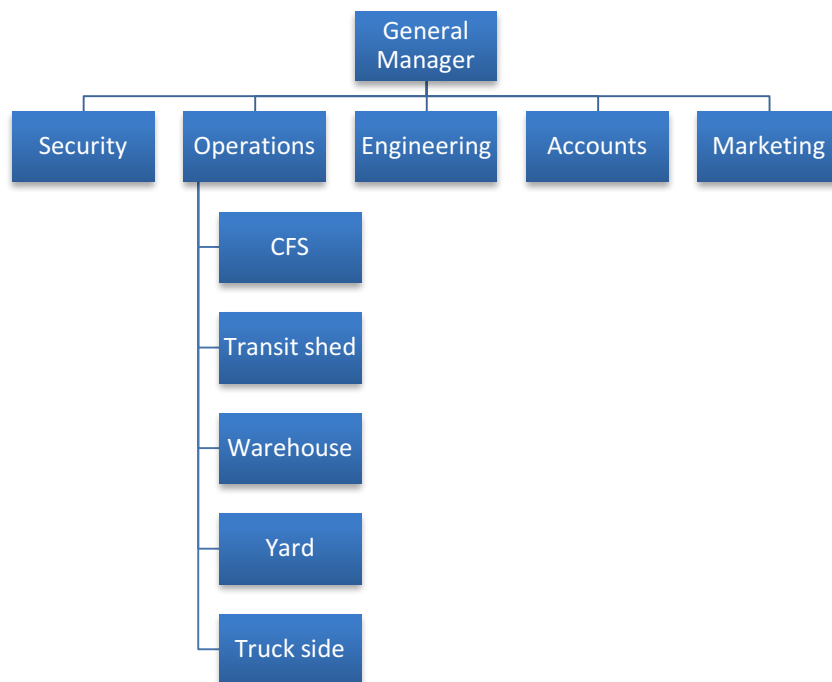 General
Manager
Security
Operations
Engineering
Accounts
Marketing
CFS
Transit shed
Warehouse
Yard
Truck side